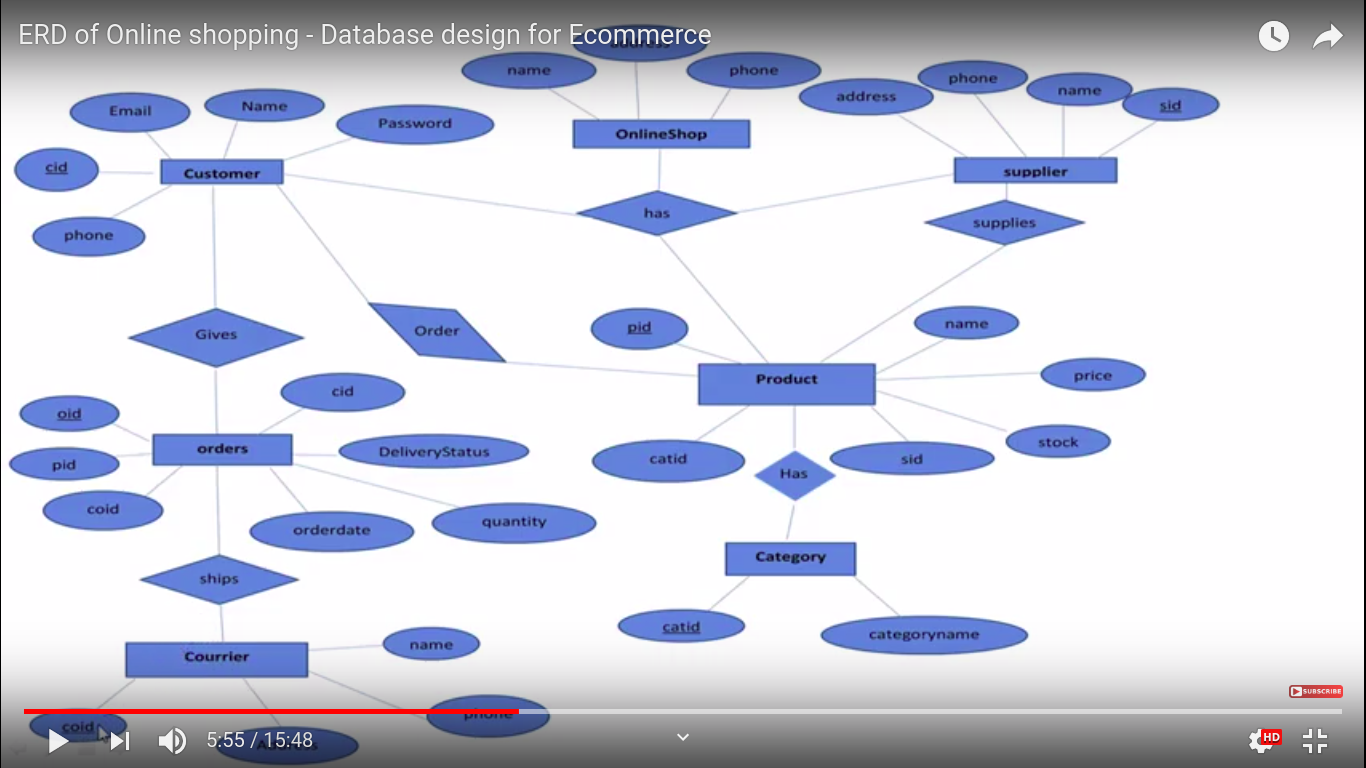 ERD of Online shopping - Database design for Ecommerce
address
name
phone
address
phone
name
sid
Email
Name
Password
OnlineShop
cid
Customer
supplier
phone
has
supplies
Gives
Order
pid
name
Product
price
cid
oid
orders
DeliveryStatus
stock
pid
catid
Has
sid
coid
orderdate
quantity
Category
ships
catid
categoryname
Courrier
name
SUBSCRIBE
coid
phone
Address
5:55 / 15:48
HD